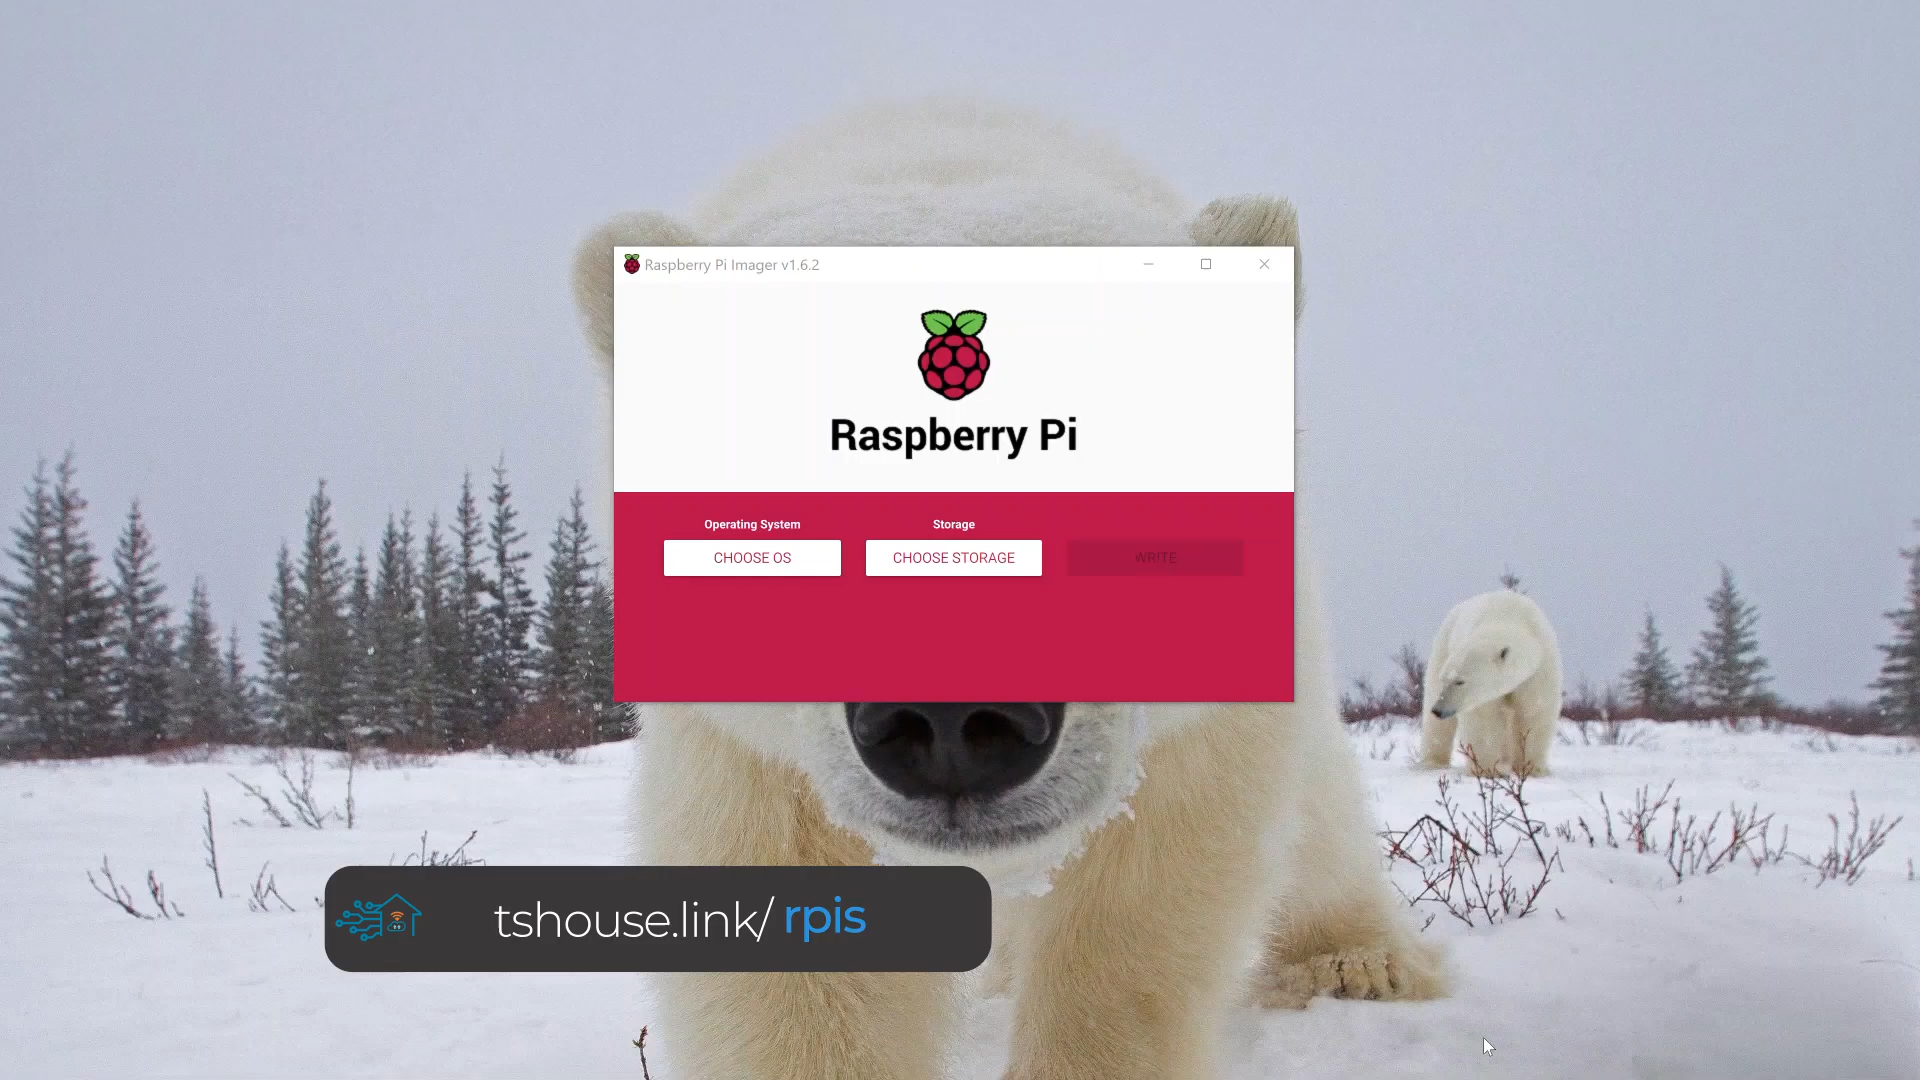 Raspberry Pi Imager v1.6.2
Raspberry Pi
Operating System
Storage
CHOOSE OS
CHOOSE STORAGE
WRITE
tshouse.link/rpis